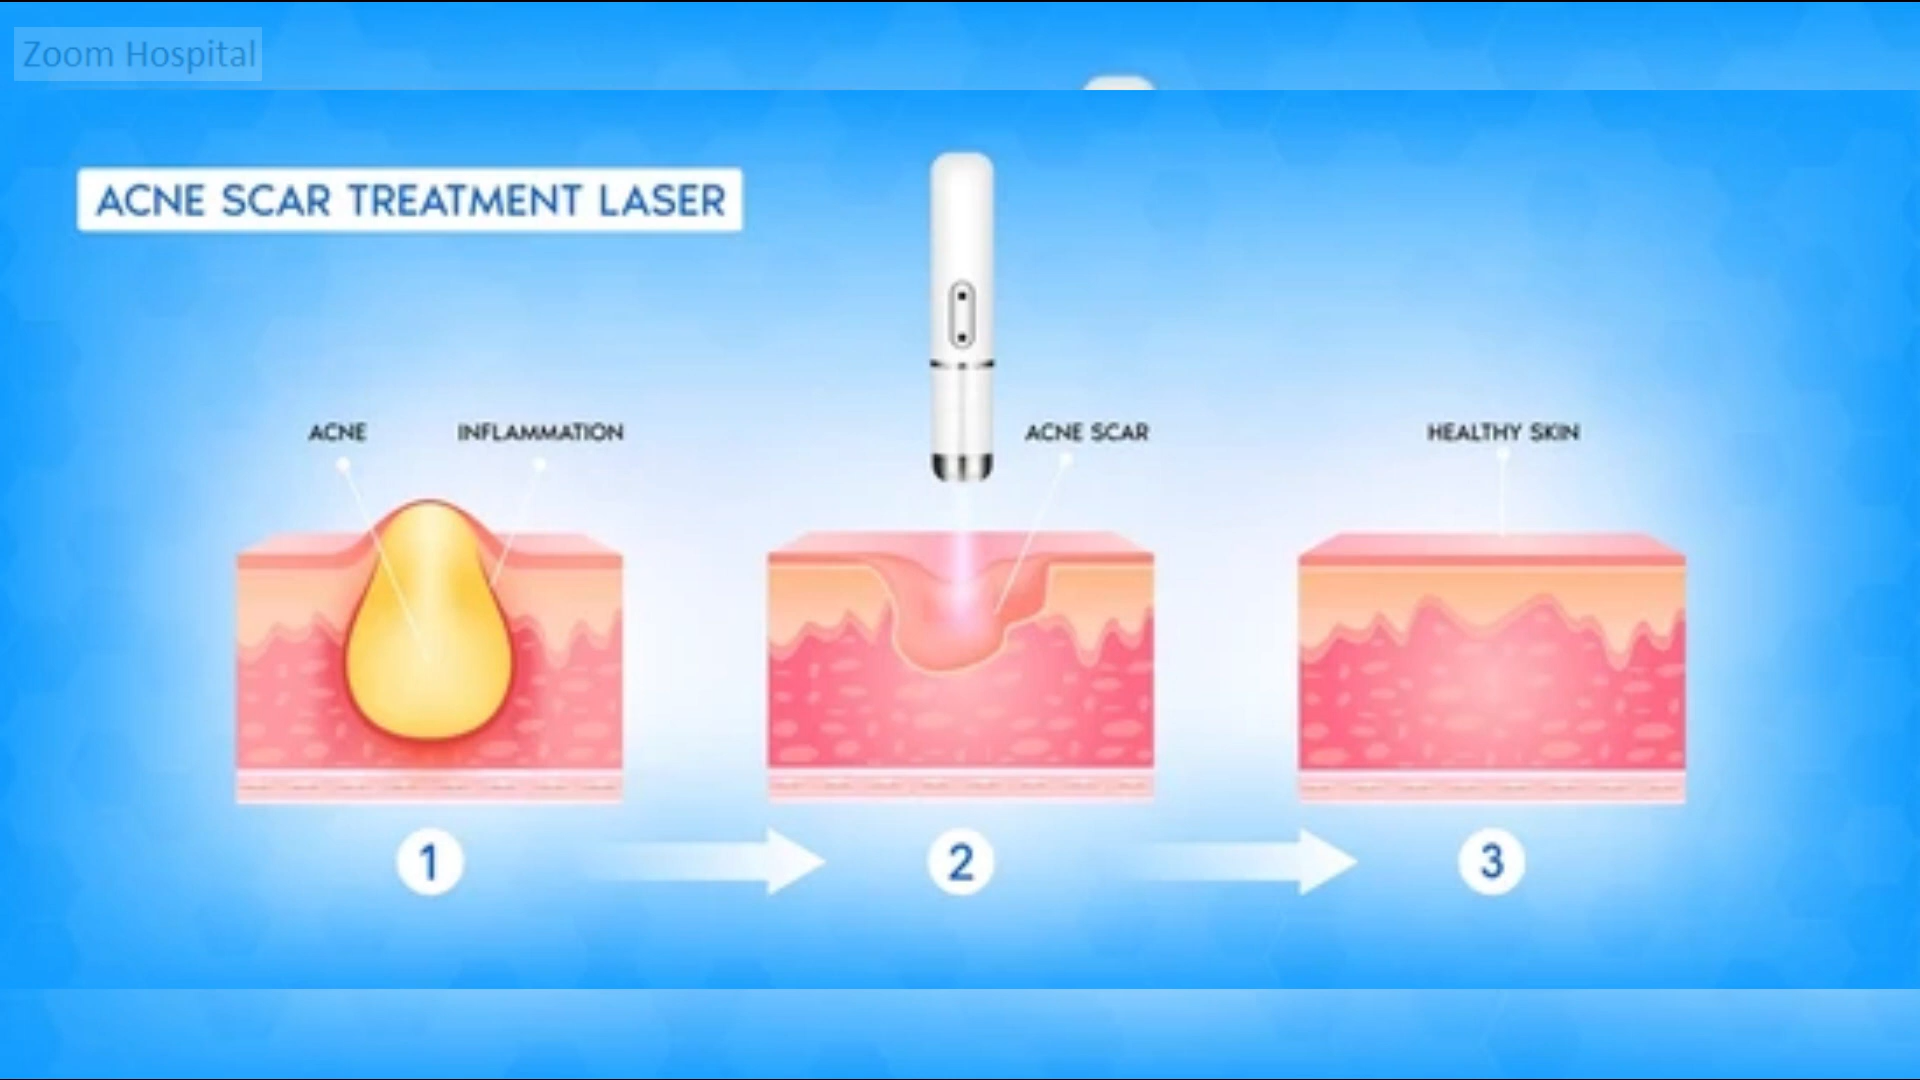 Zoom Hospital
ACNE SCAR TREATMENT LASER
ACNE
INFLAMMATION
ACNE SCAR
HEALTHY SKIN
1
2
3